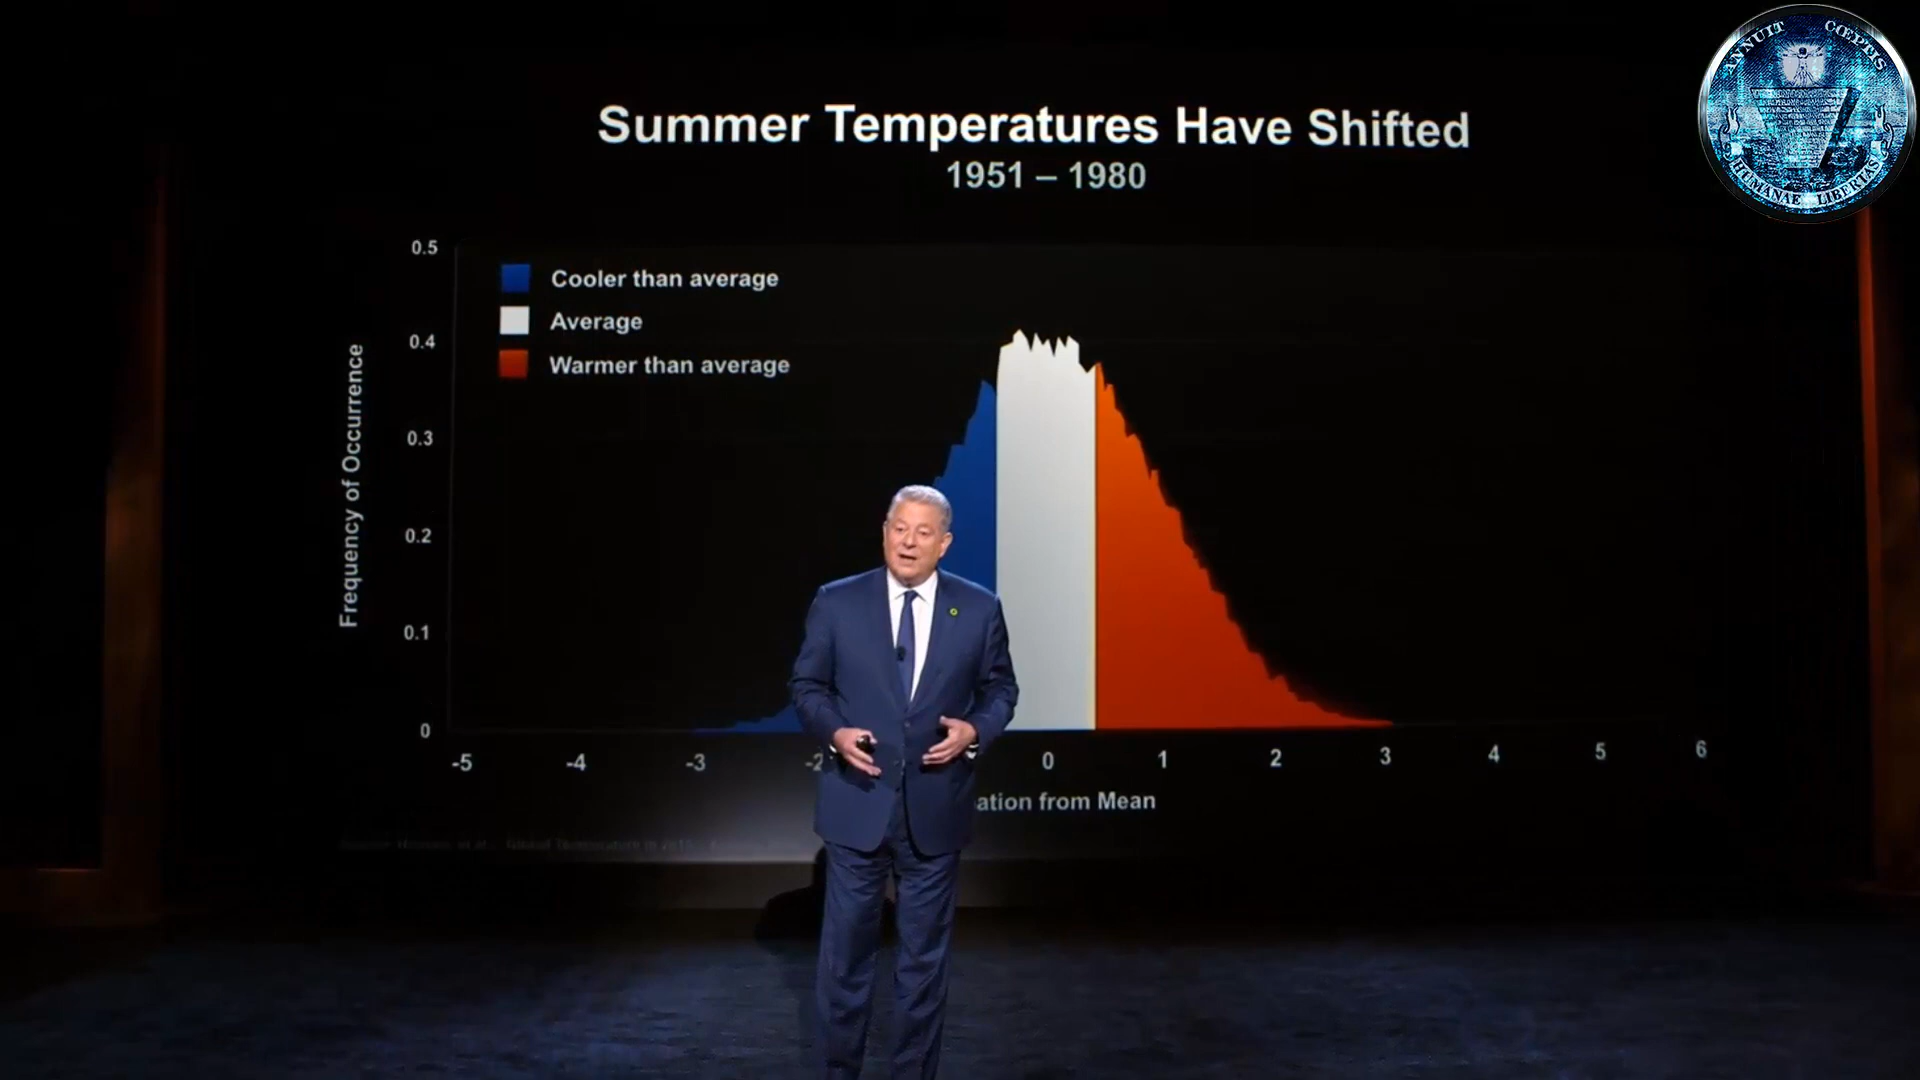 ANNUIT CŒPTIS
HUMANAE LIBERTAS
Summer Temperatures Have Shifted
1951 – 1980
0.5
Cooler than average
0.4
Average
Warmer than average
0.3
Frequency of Occurrence
0.2
0.1
0
-5 -4 -3 -2 0 1 2 3 4 5 6
ation from Mean